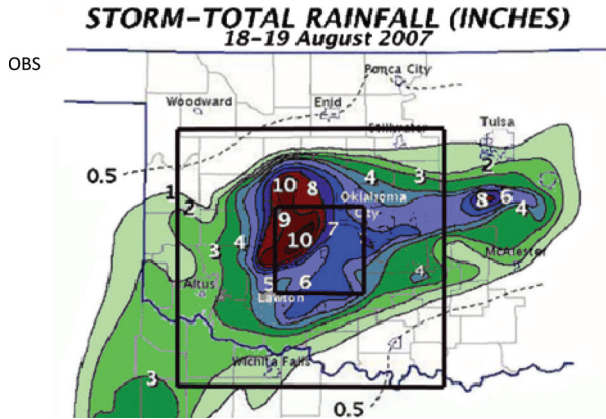 STORM-TOTAL RAINFALL (INCHES)
18-19 August 2007
OBS
Ponca City
Woodward
Enid
Stillwater
Tulsa
0.5
1
2
10
8
4
3
2
Oklahoma
City
8
6
4
2
9
7
3
4
10
McAlester
Altus
5
6
4
Lawton
Wichita Falls
3
0.5